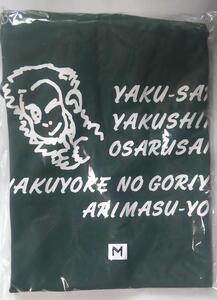 YAKU-SA
YAKUSHI
OSARUSA
YAKUYOKE NO GORIY
ARIMASU-YO
M